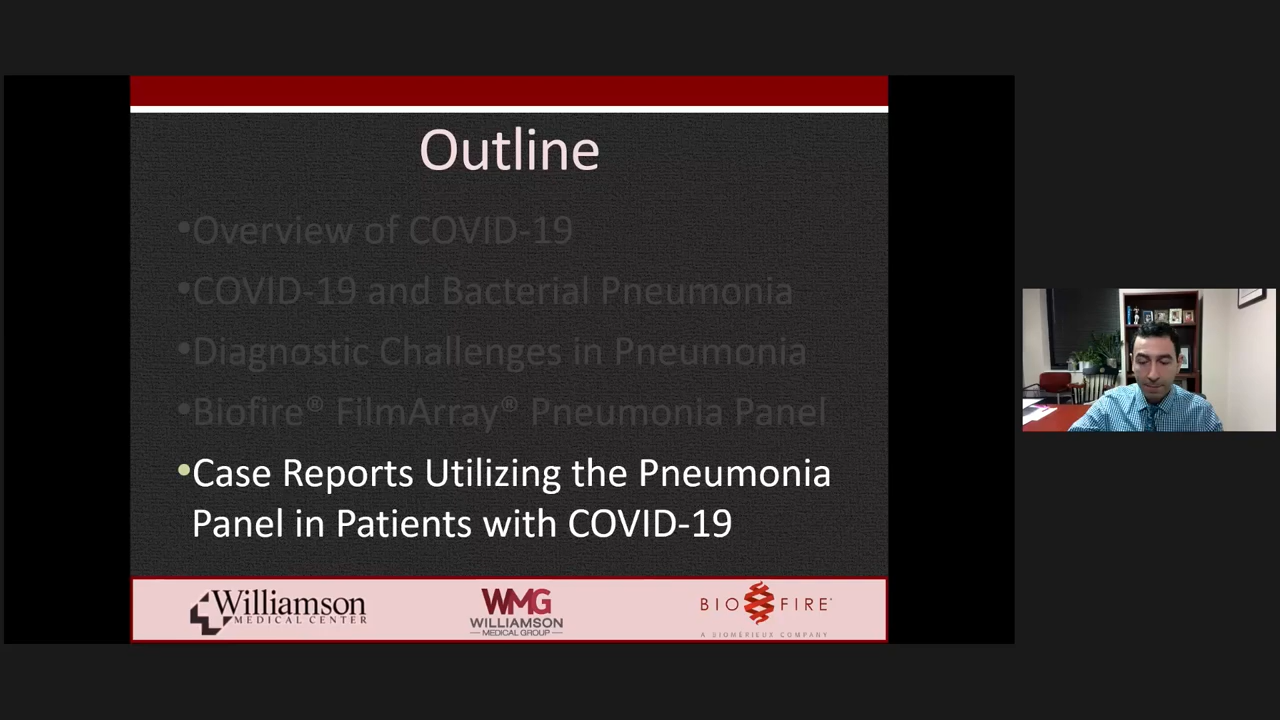 Outline
•Overview of COVID-19
•COVID-19 and Bacterial Pneumonia
•Diagnostic Challenges in Pneumonia
•Biofire® FilmArray® Pneumonia Panel
•Case Reports Utilizing the Pneumonia
Panel in Patients with COVID-19
Williamson
MEDICAL CENTER
WMG
WILLIAMSON
MEDICAL GROUP
BIO FIRE
A BIOMÉRIEUX COMPANY